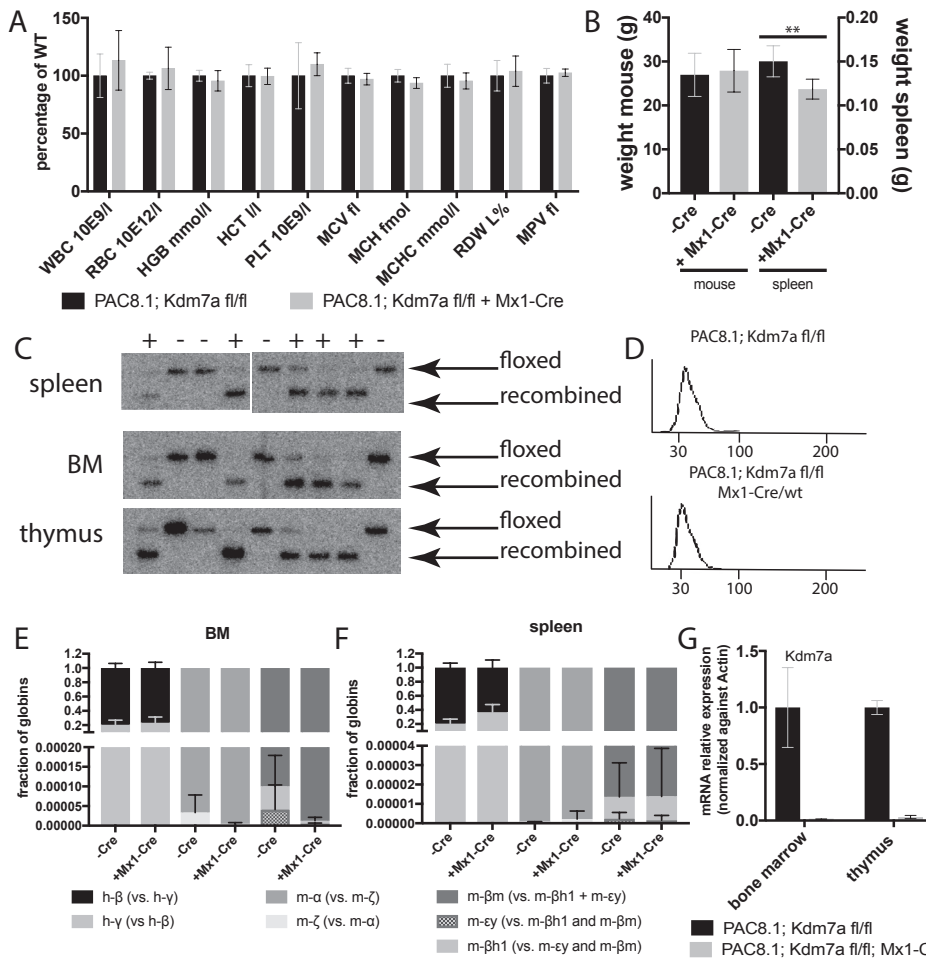 A
percentage of WT
150
100
50
0
WBC 10E9/l
RBC 10E12/l
HGB mmol/l
HCT l/l
PLT 10E9/l
MCV fl
MCH fmol
MCHC mmol/l
RDW L%
MPV fl
PAC8.1; Kdm7a fl/fl
PAC8.1; Kdm7a fl/fl + Mx1-Cre
B
weight mouse (g)
40
30
20
10
0
**
0.20
0.15
0.10
0.05
0.00
weight spleen (g)
-Cre
+ Mx1-Cre
-Cre
+Mx1-Cre
mouse
spleen
C
+ - - + - + + + -
spleen
floxed
recombined
BM
floxed
recombined
thymus
floxed
recombined
D
PAC8.1; Kdm7a fl/fl
30 100 200
PAC8.1; Kdm7a fl/fl
Mx1-Cre/wt
30 100 200
E
BM
fraction of globins
1.2
1.0
0.8
0.6
0.4
0.2
0.00020
0.00015
0.00010
0.00005
0.00000
-Cre
+Mx1-Cre
-Cre
+Mx1-Cre
-Cre
+Mx1-Cre
F
spleen
fraction of globins
1.2
1.0
0.8
0.6
0.4
0.2
0.00004
0.00003
0.00002
0.00001
0.00000
-Cre
+Mx1-Cre
-Cre
+Mx1-Cre
-Cre
+Mx1-Cre
h-β (vs. h-γ)
h-γ (vs h-β)
m-α (vs. m-ζ)
m-ζ (vs. m-α)
m-βm (vs. m-βh1 + m-εy)
m-εy (vs. m-βh1 and m-βm)
m-βh1 (vs. m-εy and m-βm)
G
mRNA relative expression
(normalized against Actin)
1.5
1.0
0.5
0.0
Kdm7a
bone marrow
thymus
PAC8.1; Kdm7a fl/fl
PAC8.1; Kdm7a fl/fl; Mx1-C